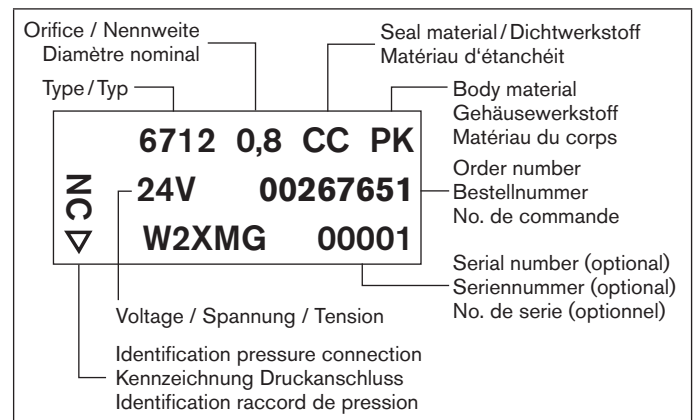 Orifice / Nennweite
Diamètre nominal
Seal material / Dichtwerkstoff
Matériau d‘étanchéit
Type / Typ
Body material
Gehäusewerkstoff
Matériau du corps
6712 0,8 CC PK
NC
24V 00267651
W2XMG 00001
Order number
Bestellnummer
No. de commande
Serial number (optional)
Seriennummer (optional)
No. de serie (optionnel)
Voltage / Spannung / Tension
Identification pressure connection
Kennzeichnung Druckanschluss
Identification raccord de pression